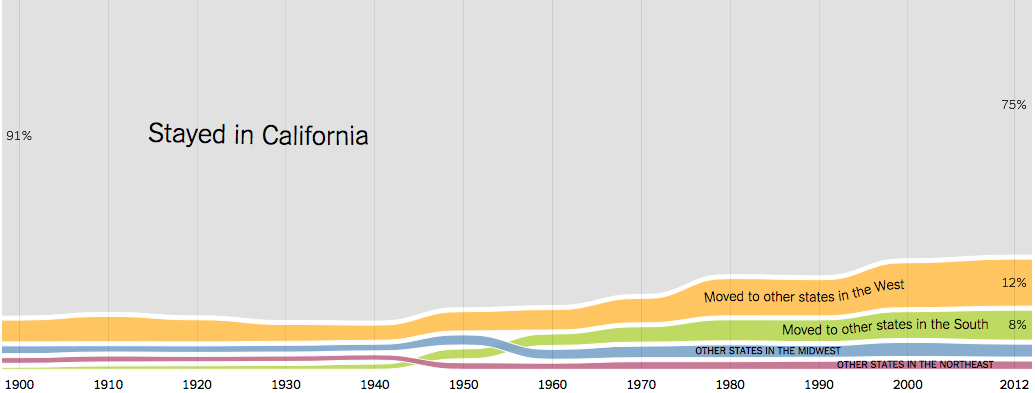 75%
91%
Stayed in California
12%
Moved to other states in the West
8%
Moved to other states in the South
OTHER STATES IN THE MIDWEST
OTHER STATES IN THE NORTHEAST
1900 1910 1920 1930 1940 1950 1960 1970 1980 1990 2000 2012